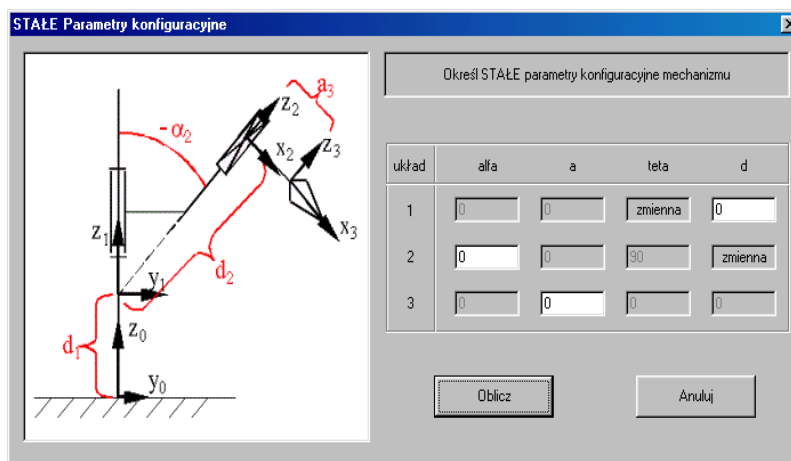 STAŁE Parametry konfiguracyjne
Określ STAŁE parametry konfiguracyjne mechanizmu
a₃
z₂
-α₂
z₃
x₂
x₃
z₁
d₂
y₁
z₀
d₁
y₀
układ alfa a teta d
1 0 0 zmienna 0
2 0 0 90 zmienna
3 0 0 0 0
Oblicz Anuluj